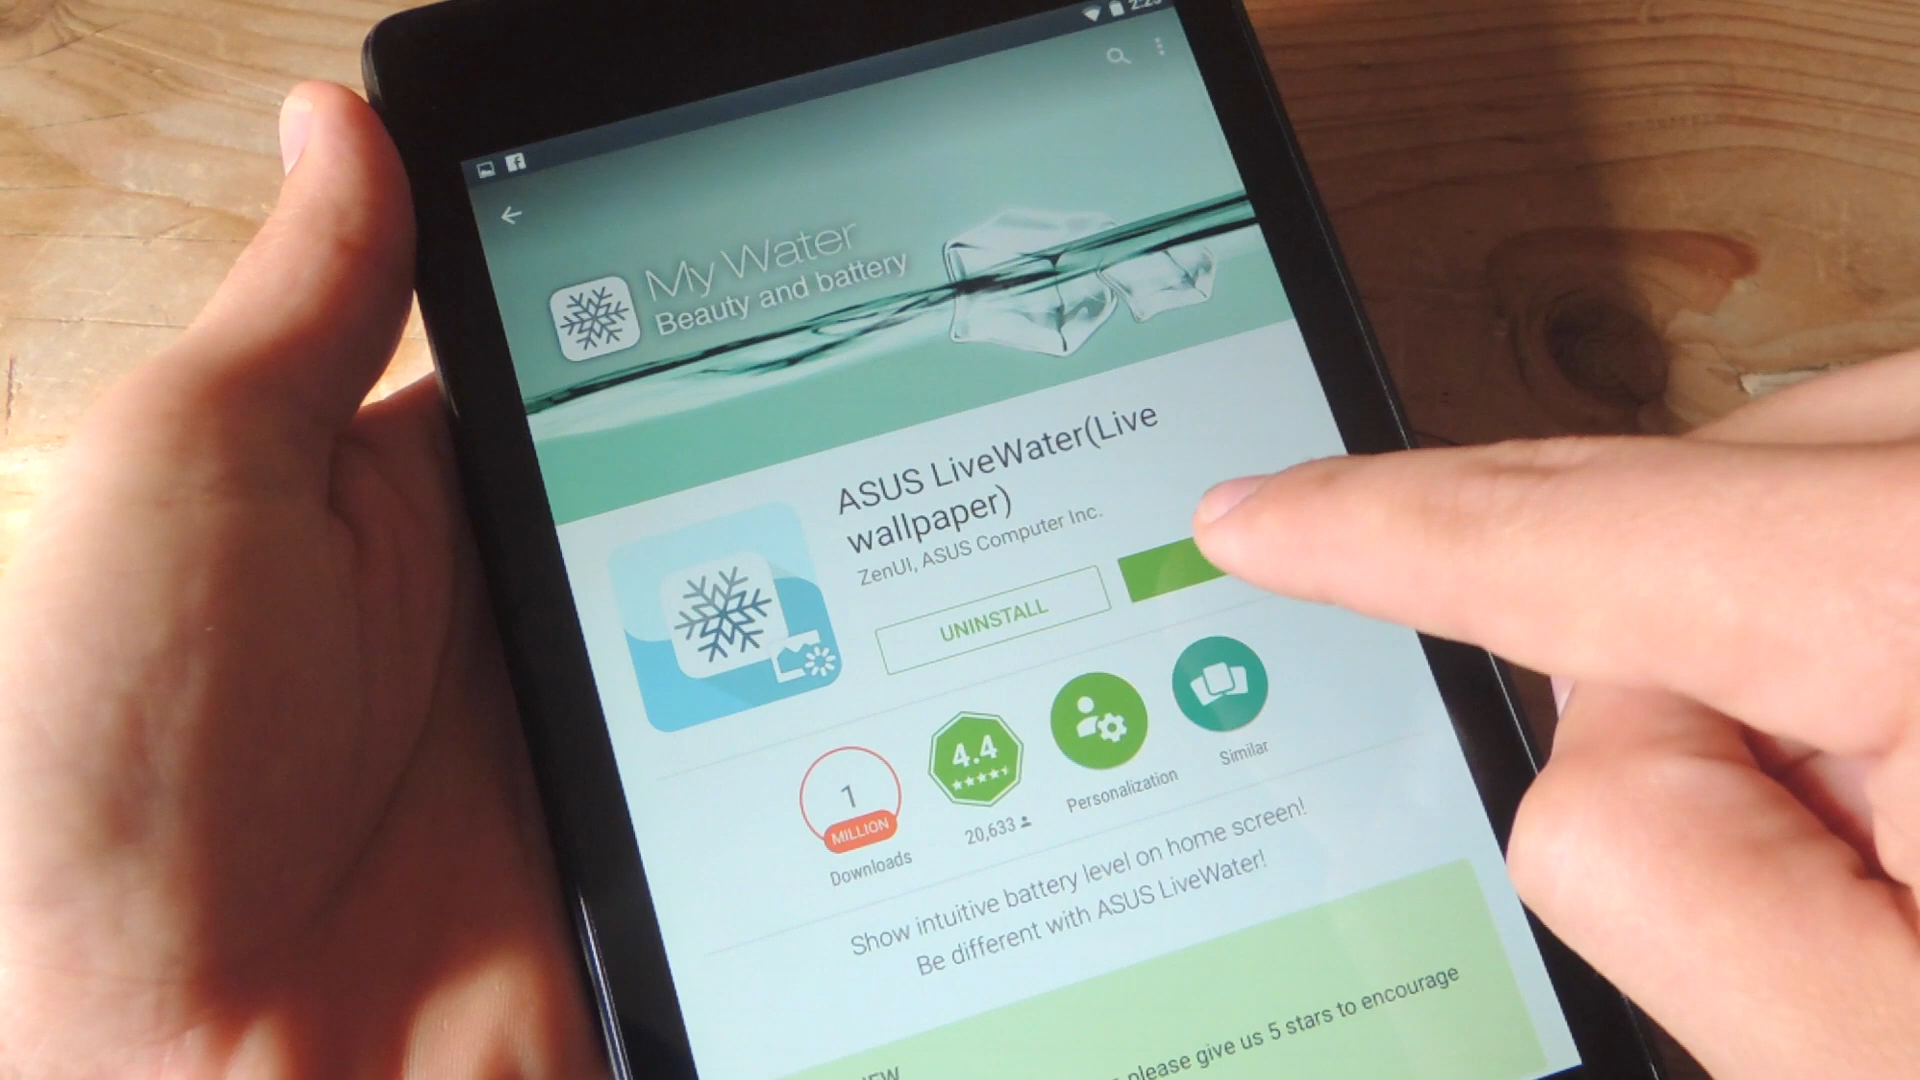 My Water
Beauty and battery
ASUS LiveWater(Live
wallpaper)
ZenUI, ASUS Computer Inc.
UNINSTALL
1
MILLION
Downloads
4.4
20,633
Personalization
Similar
Show intuitive battery level on home screen!
Be different with ASUS LiveWater!
please give us 5 stars to encourage